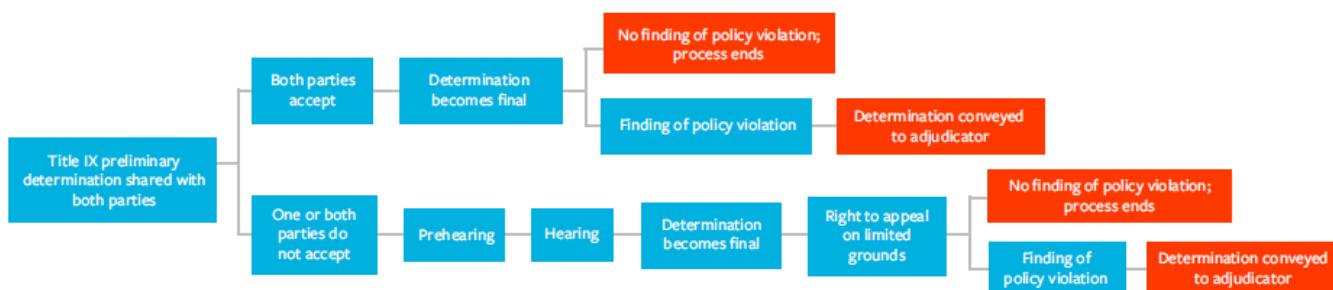 Title IX preliminary
determination shared with
both parties
Both parties
accept
Determination
becomes final
No finding of policy violation;
process ends
Finding of policy violation
Determination conveyed
to adjudicator
One or both
parties do
not accept
Prehearing
Hearing
Determination
becomes final
Right to appeal
on limited
grounds
No finding of policy violation;
process ends
Finding of
policy violation
Determination conveyed
to adjudicator